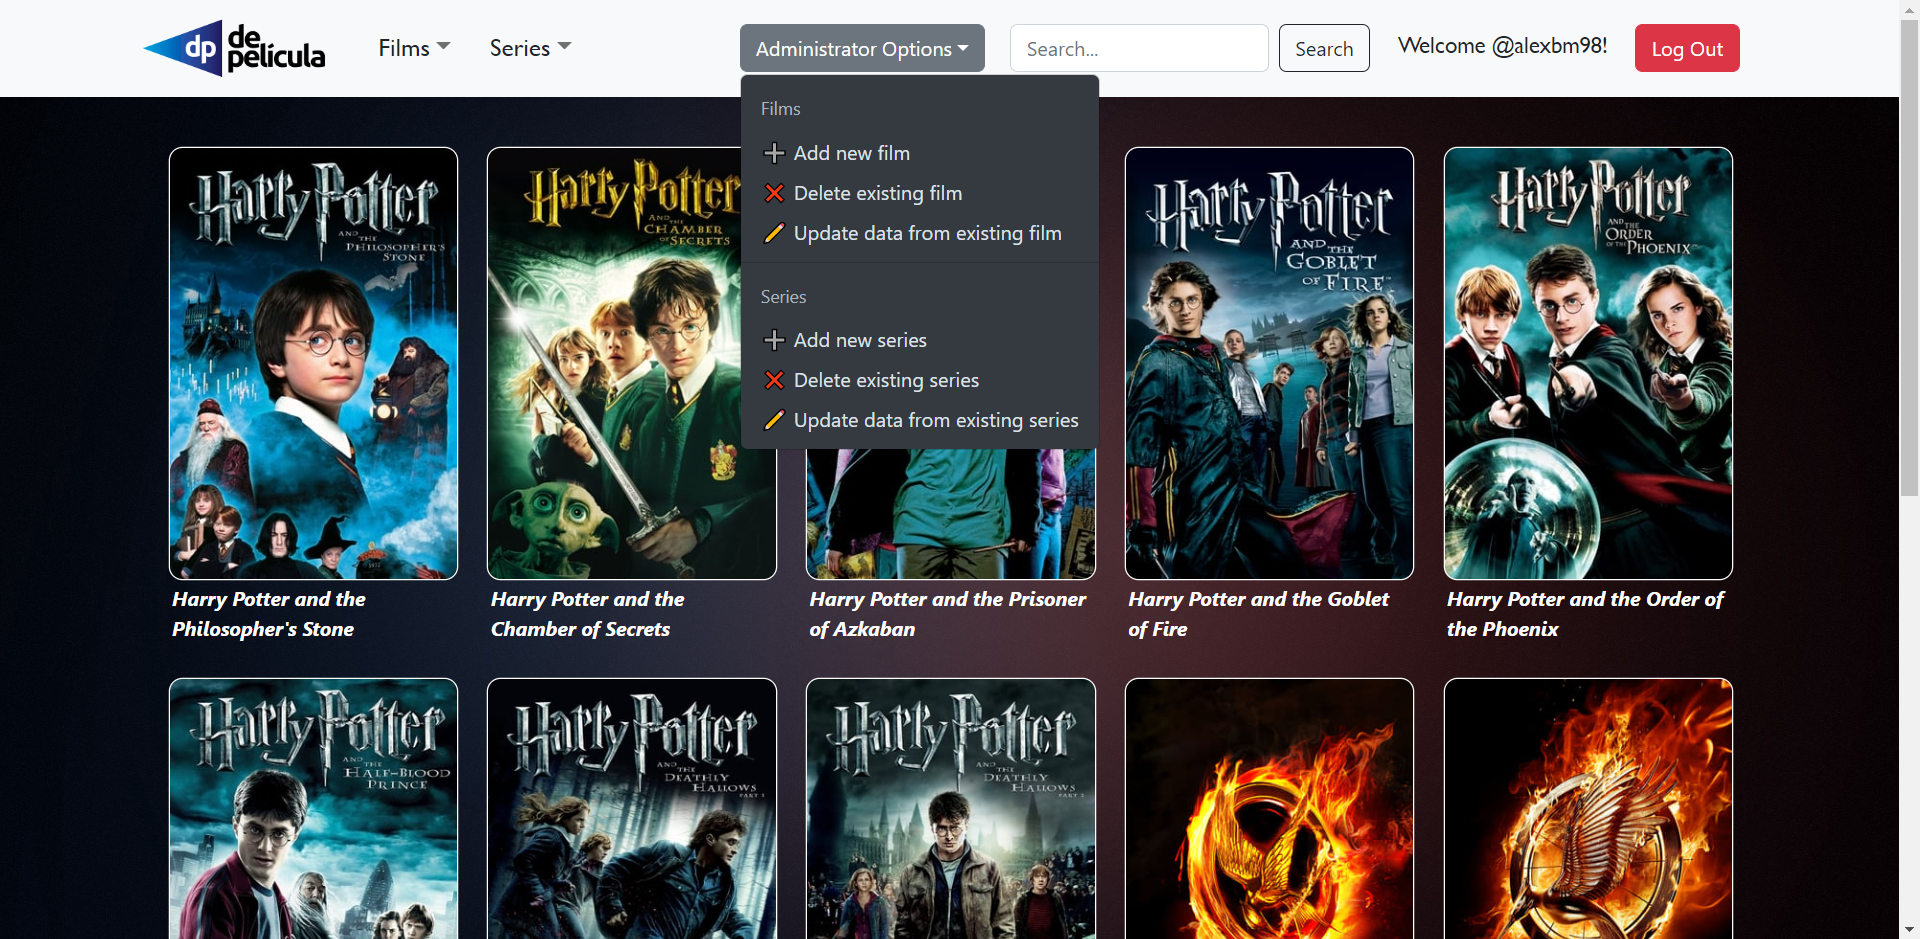 dp de película
Films
Series
Administrator Options
Search...
Search
Welcome @alexbm98!
Log Out
Films
Add new film
Delete existing film
Update data from existing film
Series
Add new series
Delete existing series
Update data from existing series
Harry Potter
AND THE
PHILOSOPHER'S
STONE
Harry Potter
AND THE
CHAMBER
OF SECRETS
Harry Potter
AND THE
GOBLET
OF FIRE
Harry Potter
AND THE
ORDER
OF THE
PHOENIX
Harry Potter and the
Philosopher's Stone
Harry Potter and the
Chamber of Secrets
Harry Potter and the Prisoner
of Azkaban
Harry Potter and the Goblet
of Fire
Harry Potter and the Order of
the Phoenix
Harry Potter
AND THE
HALF-BLOOD
PRINCE
Harry Potter
AND THE
DEATHLY
HALLOWS
PART 1
Harry Potter
AND THE
DEATHLY
HALLOWS
PART 2